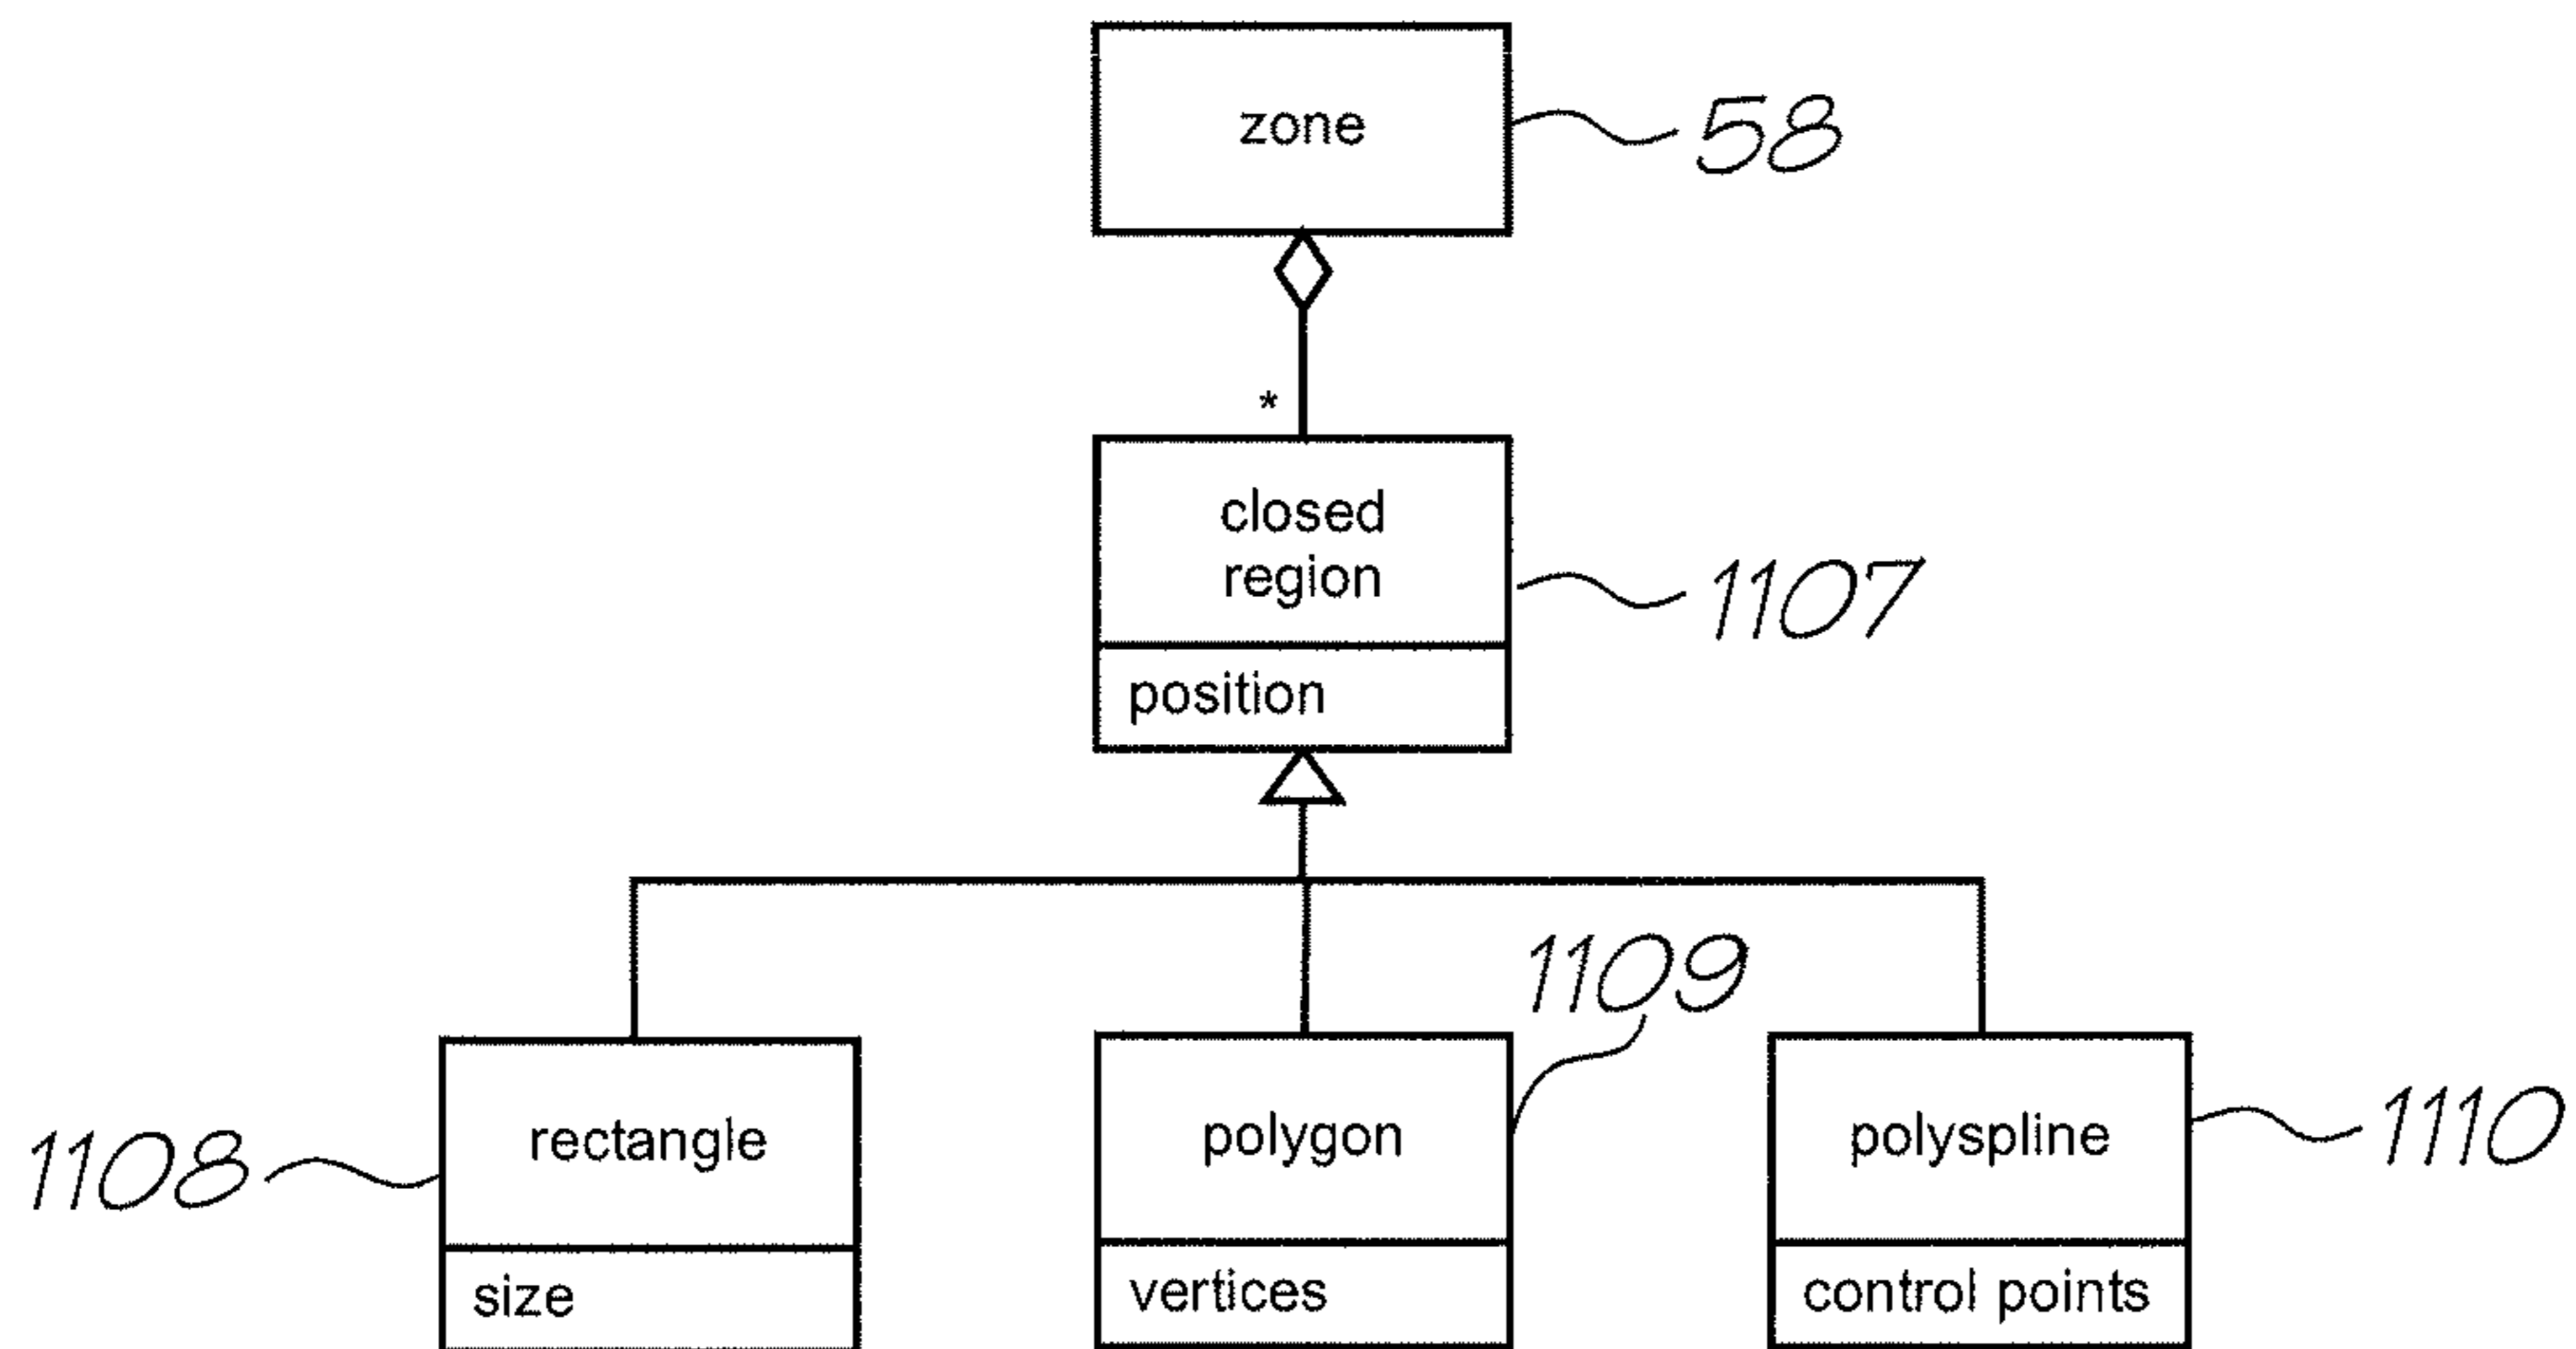 zone
58
*
closed
region
1107
position
1109
rectangle
polygon
polyspline
1108
1110
size
vertices
control points